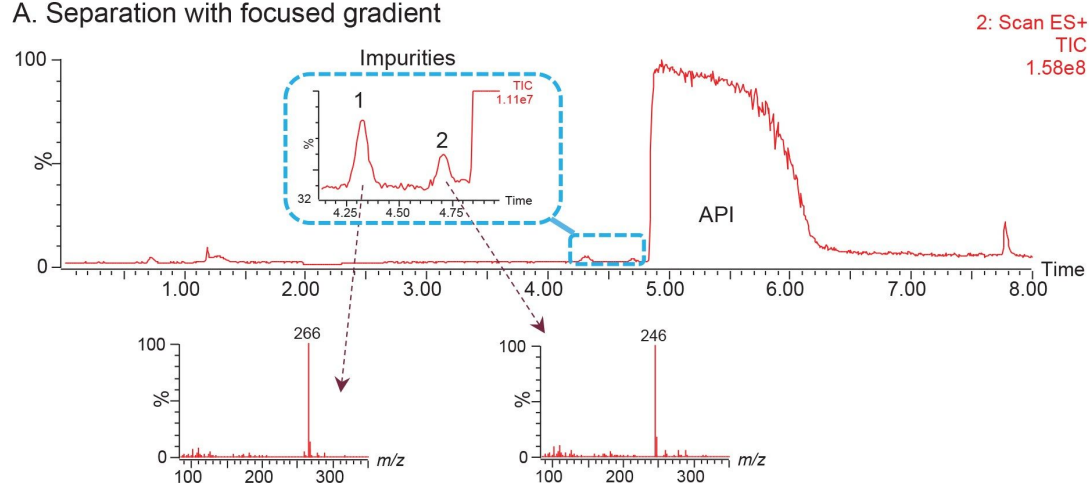 A. Separation with focused gradient
2: Scan ES+
TIC
1.58e8
Impurities
100
%
0
1
2
TIC
1.11e7
%
32
4.25 4.50 4.75 Time
API
1.00 2.00 3.00 4.00 5.00 6.00 7.00 8.00 Time
266
100
%
0
100 200 300 m/z
246
100
%
0
100 200 300 m/z